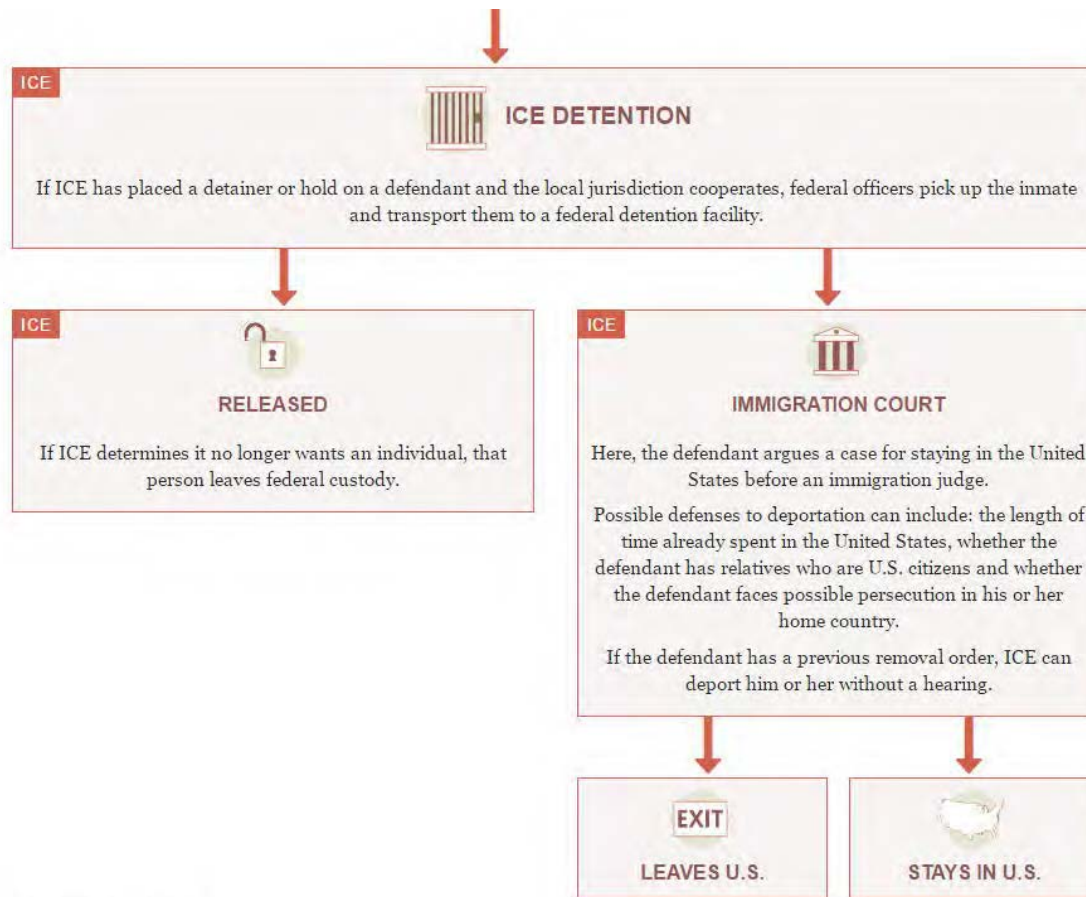 ICE
ICE DETENTION
If ICE has placed a detainer or hold on a defendant and the local jurisdiction cooperates, federal officers pick up the inmate
and transport them to a federal detention facility.
ICE
RELEASED
If ICE determines it no longer wants an individual, that
person leaves federal custody.
ICE
IMMIGRATION COURT
Here, the defendant argues a case for staying in the United
States before an immigration judge.
Possible defenses to deportation can include: the length of
time already spent in the United States, whether the
defendant has relatives who are U.S. citizens and whether
the defendant faces possible persecution in his or her
home country.
If the defendant has a previous removal order, ICE can
deport him or her without a hearing.
EXIT
LEAVES U.S.
STAYS IN U.S.